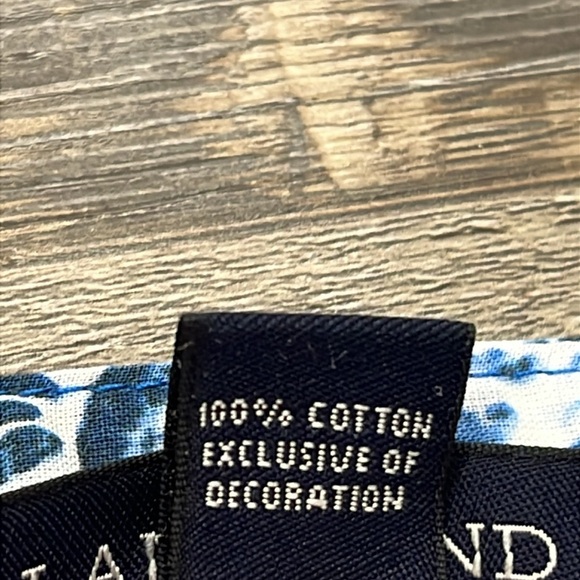 100% COTTON
EXCLUSIVE OF
DECORATION